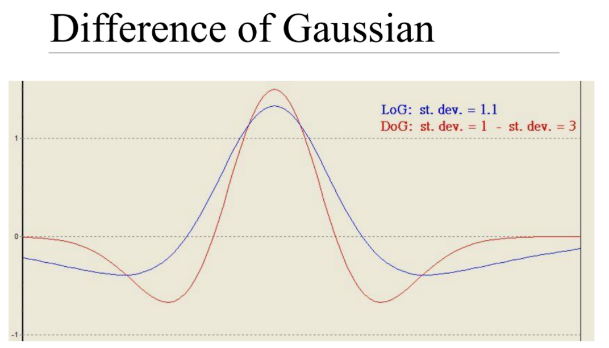 Difference of Gaussian
LoG: st. dev. = 1.1
DoG: st. dev. = 1 - st. dev. = 3
1
0
-1